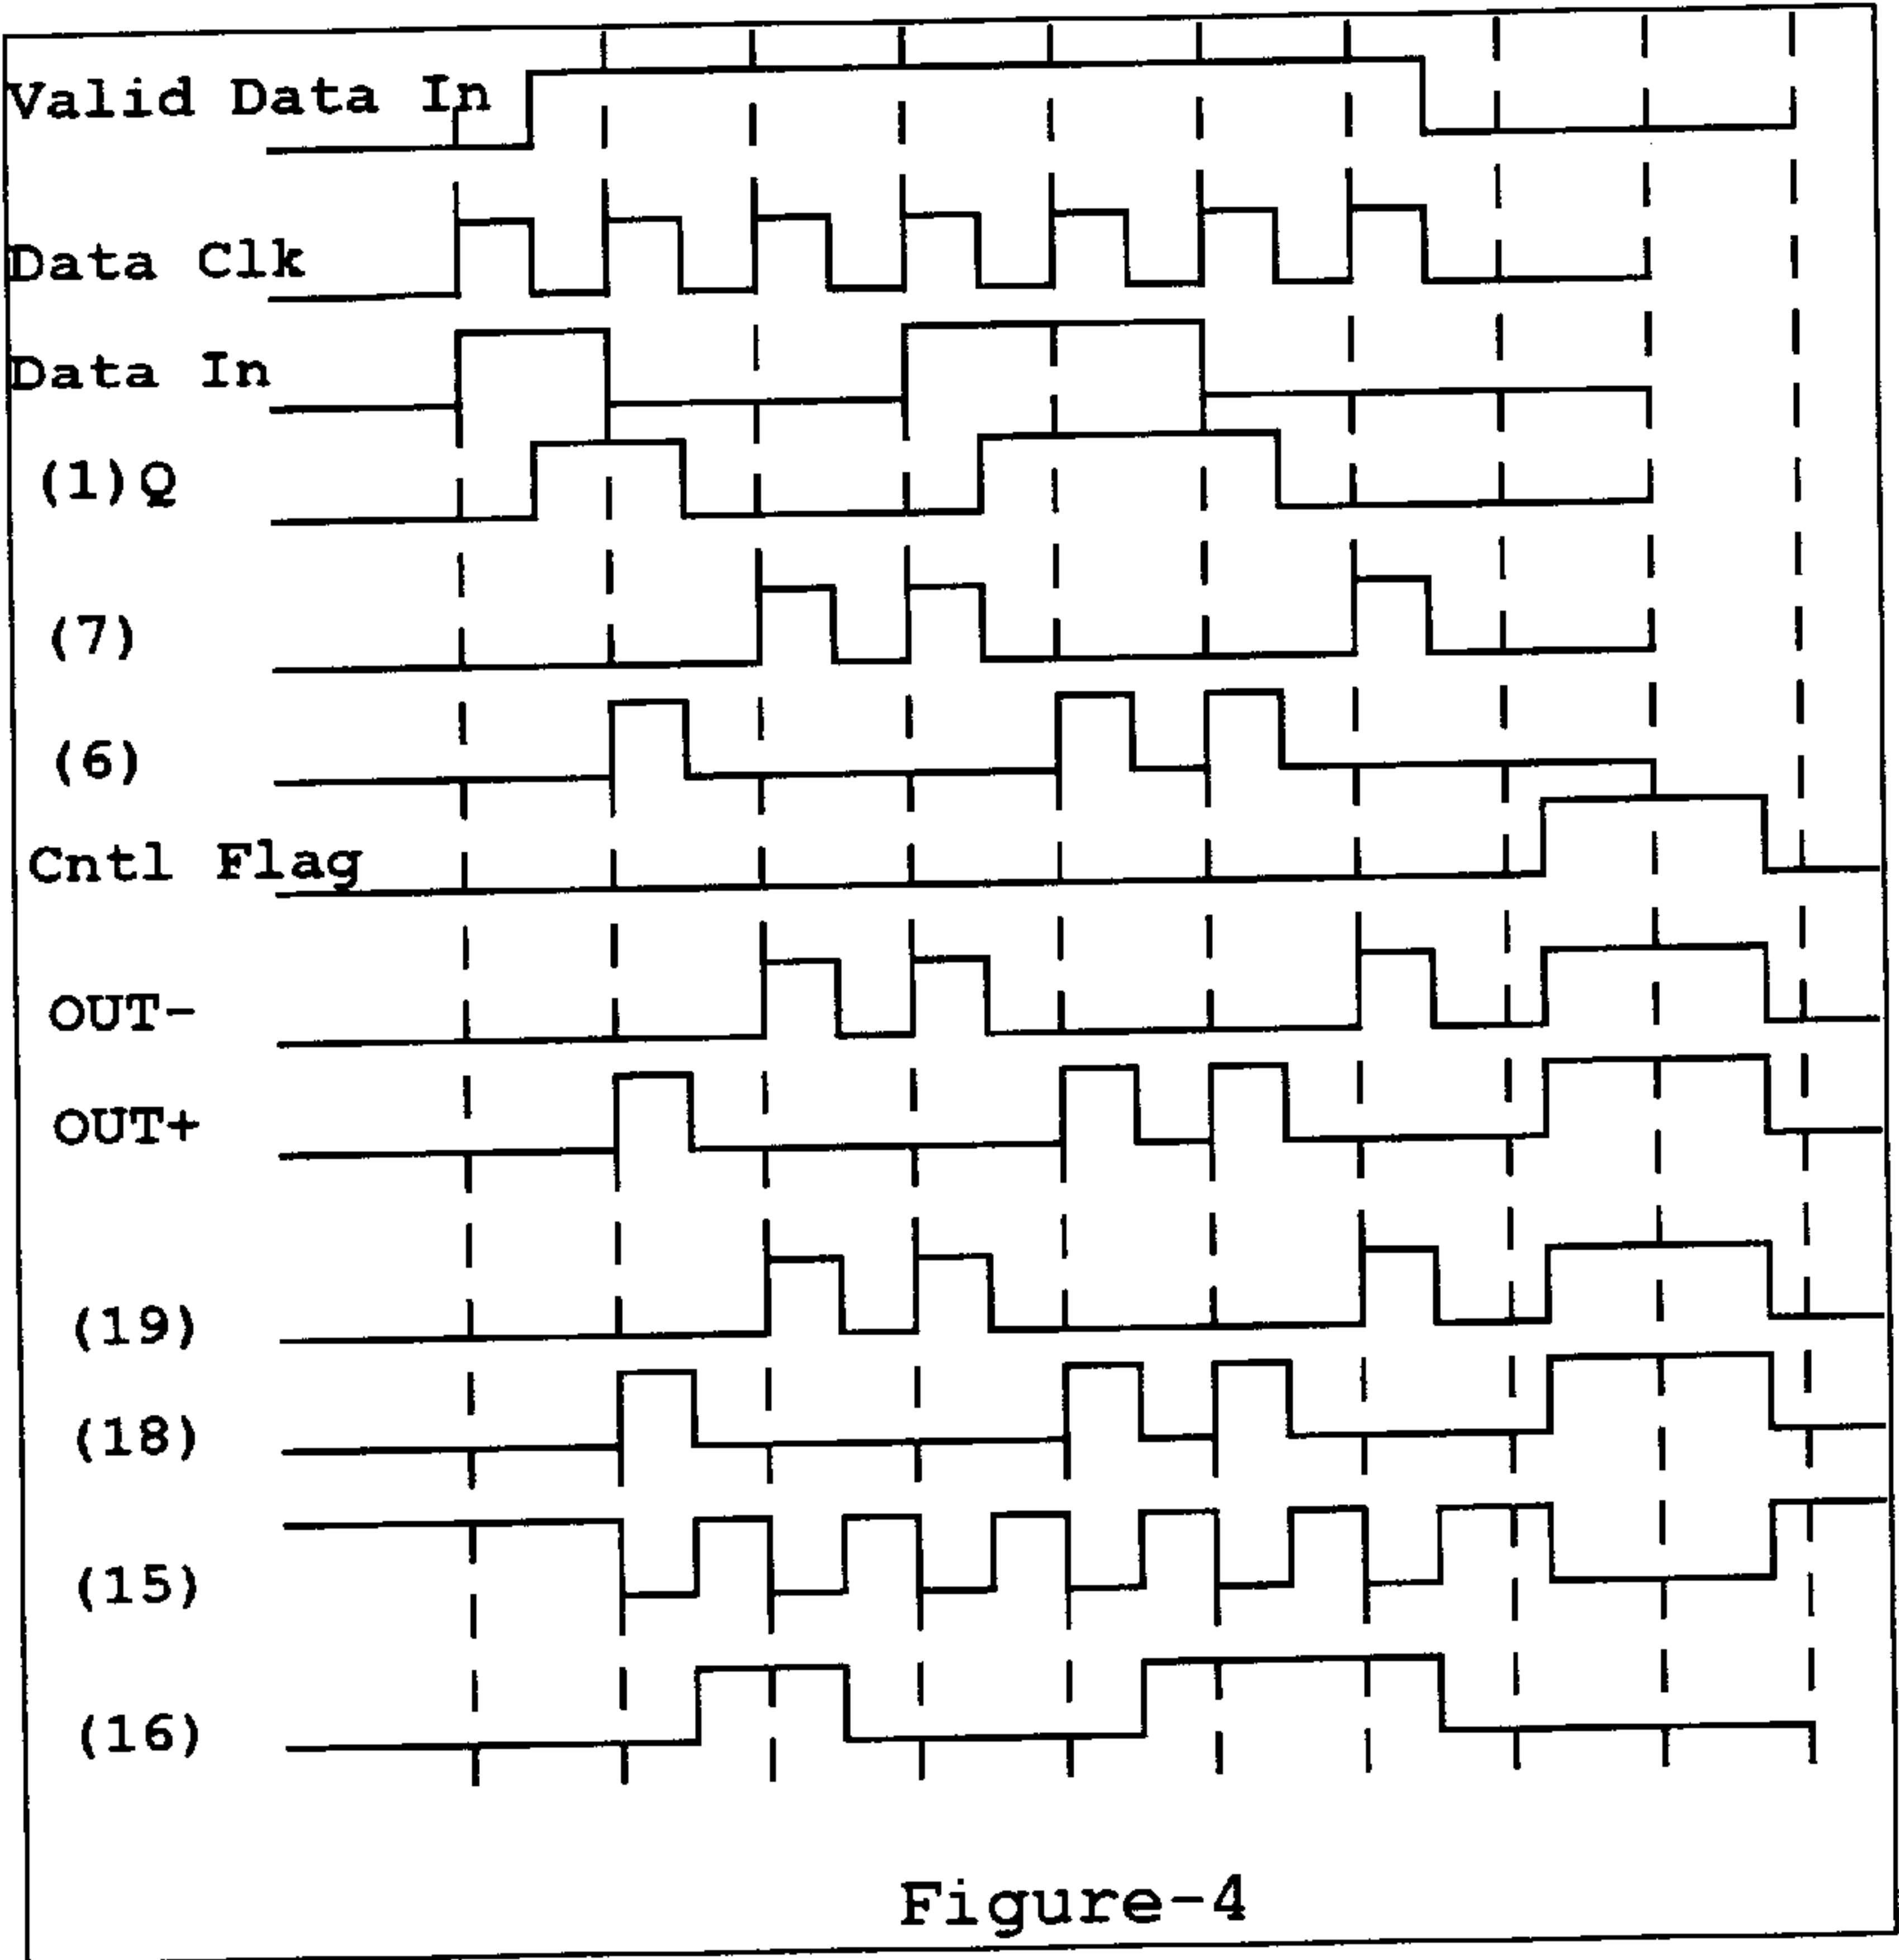 Valid Data In
Data Clk
Data In
(1)Q
(7)
(6)
Cntl Flag
OUT-
OUT+
(19)
(18)
(15)
(16)
Figure-4